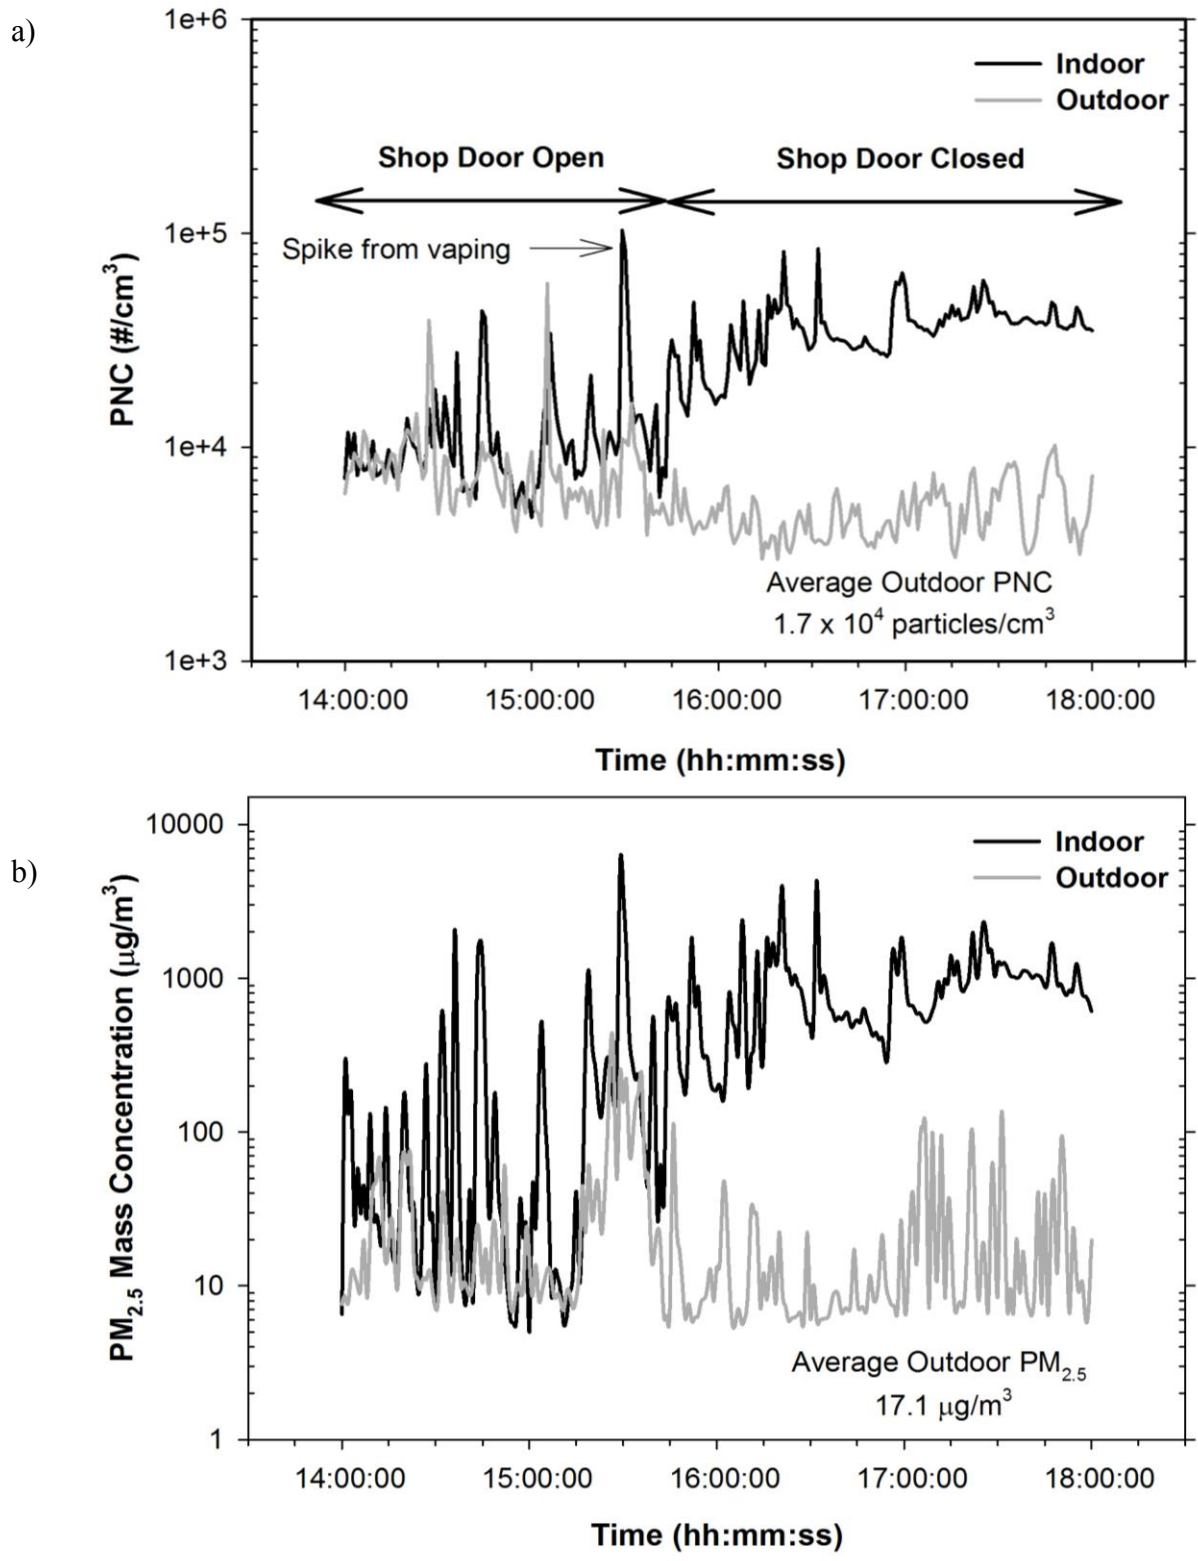 a)
1e+6
Indoor
Outdoor
Shop Door Open
Shop Door Closed
1e+5
Spike from vaping
PNC (#/cm³)
1e+4
Average Outdoor PNC
1.7 x 10⁴ particles/cm³
1e+3
14:00:00 15:00:00 16:00:00 17:00:00 18:00:00
Time (hh:mm:ss)
b)
10000
Indoor
Outdoor
1000
PM₂.₅ Mass Concentration (µg/m³)
100
10
Average Outdoor PM₂.₅
17.1 µg/m³
1
14:00:00 15:00:00 16:00:00 17:00:00 18:00:00
Time (hh:mm:ss)